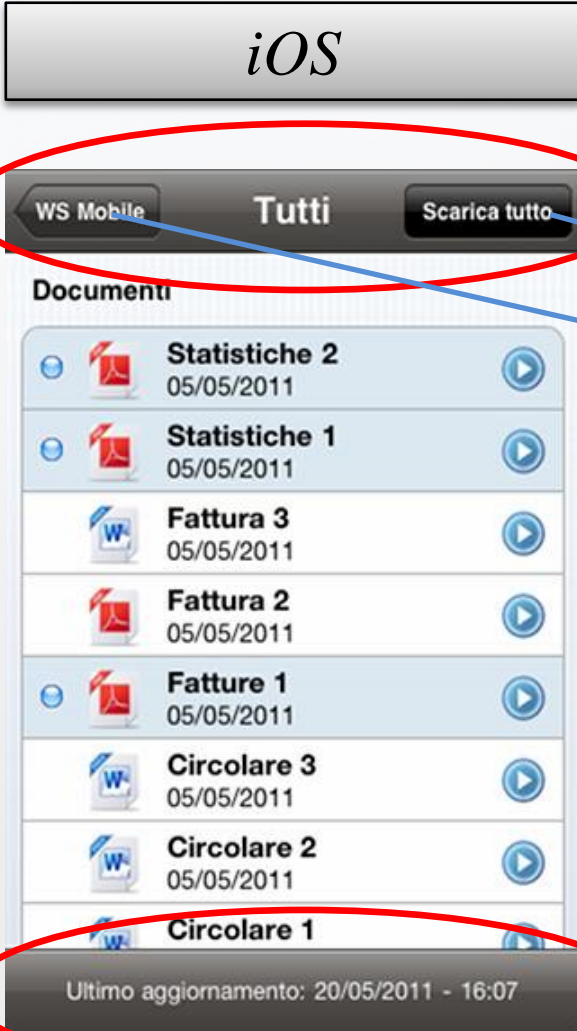 iOS
WS Mobile Tutti Scarica tutto
Documenti
Statistiche 2
05/05/2011
Statistiche 1
05/05/2011
Fattura 3
05/05/2011
Fattura 2
05/05/2011
Fatture 1
05/05/2011
Circolare 3
05/05/2011
Circolare 2
05/05/2011
Circolare 1
Ultimo aggiornamento: 20/05/2011 - 16:07